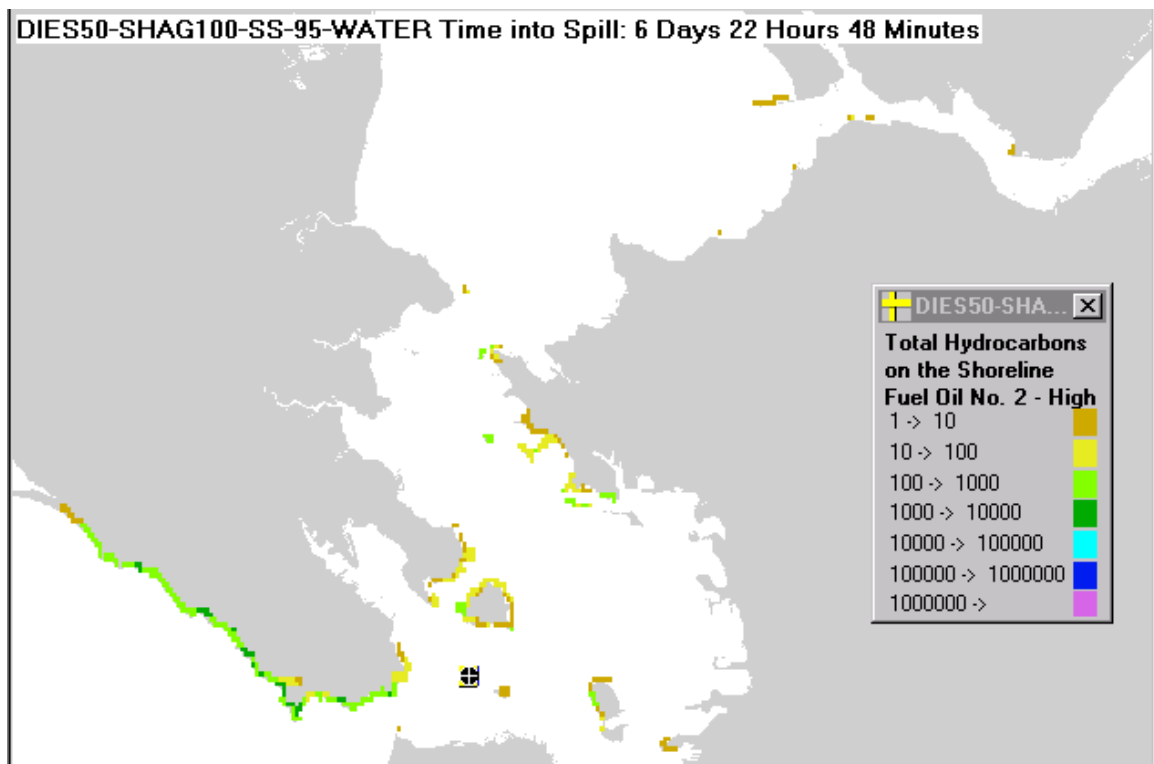 DIES50-SHAG100-SS-95-WATER Time into Spill: 6 Days 22 Hours 48 Minutes
DIES50-SHA...
Total Hydrocarbons
on the Shoreline
Fuel Oil No. 2 - High
1 -> 10
10 -> 100
100 -> 1000
1000 -> 10000
10000 -> 100000
100000 -> 1000000
1000000 ->